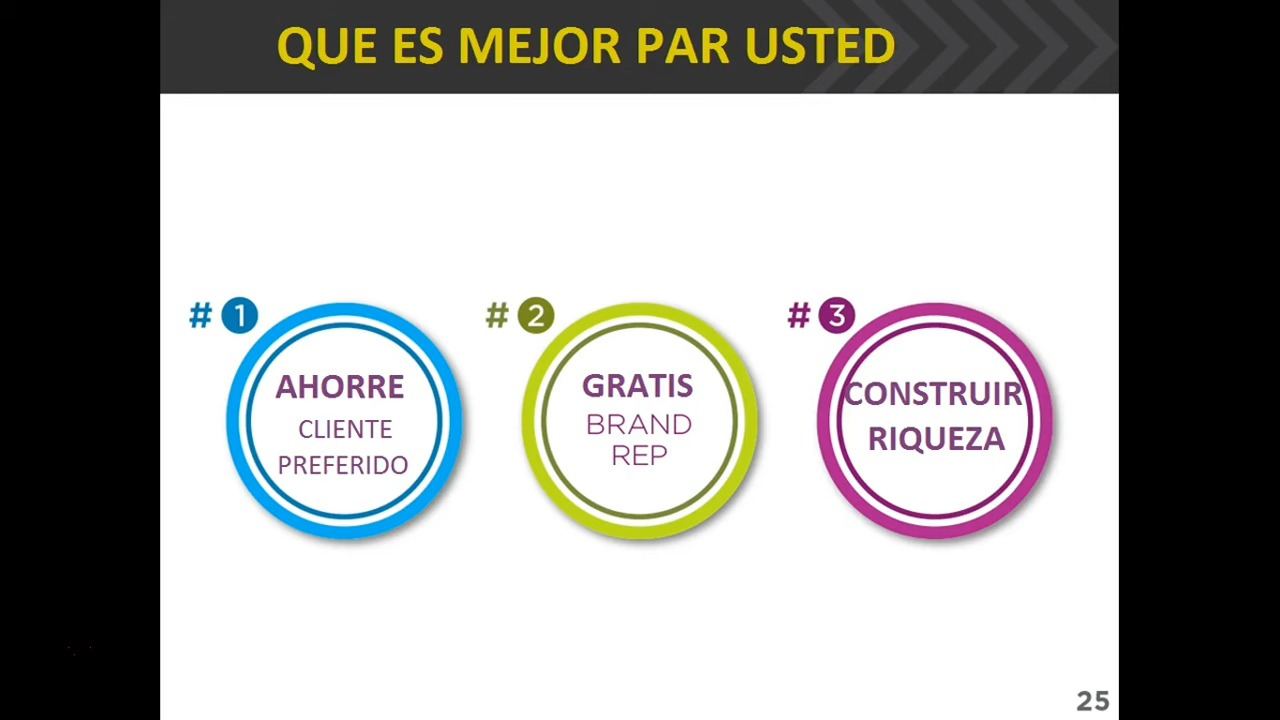 QUE ES MEJOR PAR USTED
# 1
AHORRE
CLIENTE
PREFERIDO
# 2
GRATIS
BRAND
REP
# 3
CONSTRUIR
RIQUEZA
25